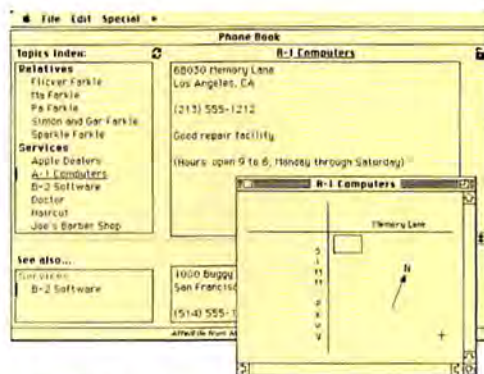 File Edit Special
Phone Book
Topics Index:
A-1 Computers
Relatives
Flicker Farkle
Ma Farkle
Pa Farkle
Simon and Gar Farkle
Sparkle Farkle
Services
Apple Dealers
A-1 Computers
B-2 Software
Doctor
Haircut
Joe's Barber Shop
68030 Memory Lane
Los Angeles, CA
(213) 555-1212
Good repair facility
(Hours: open 9 to 6, Monday through Saturday)
See also...
Services
B-2 Software
1000 Buggy
San Francisc
(514) 555-1
A-1 Computers
Memory Lane
N